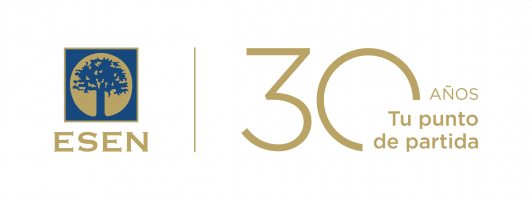 ESEN
30
AÑOS
Tu punto
de partida